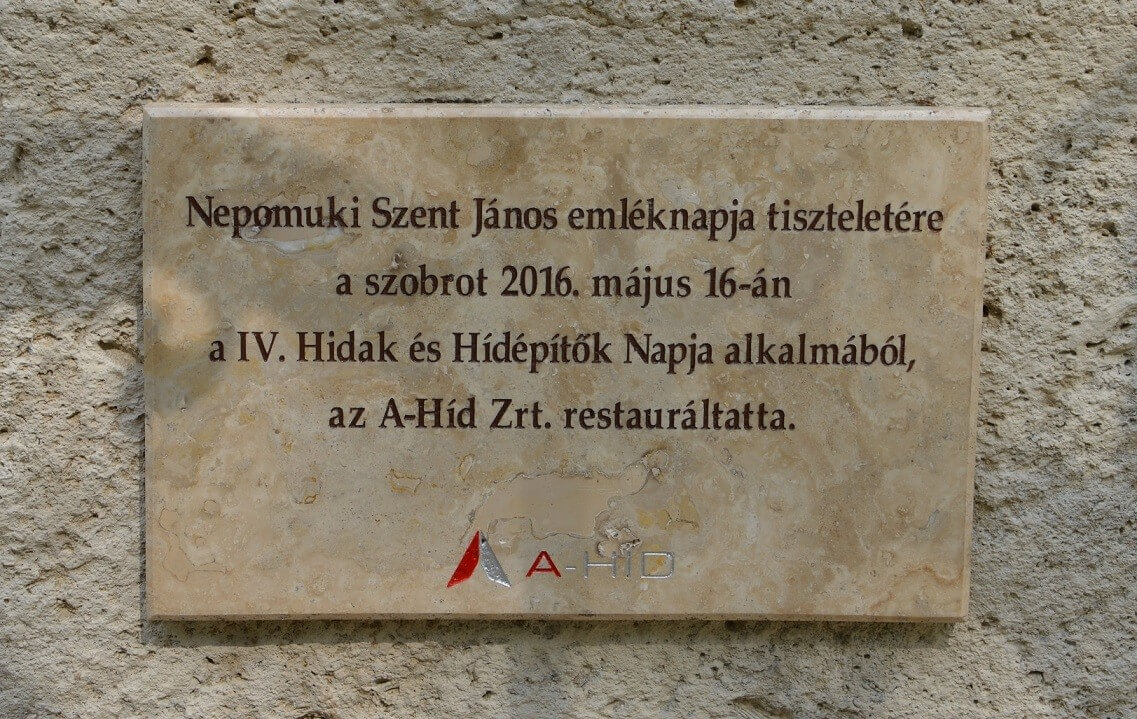 Nepomuki Szent János emléknapja tiszteletére
a szobrot 2016. május 16-án
a IV. Hidak és Hídépítők Napja alkalmából,
az A-Híd Zrt. restauráltatta.
A-HÍD